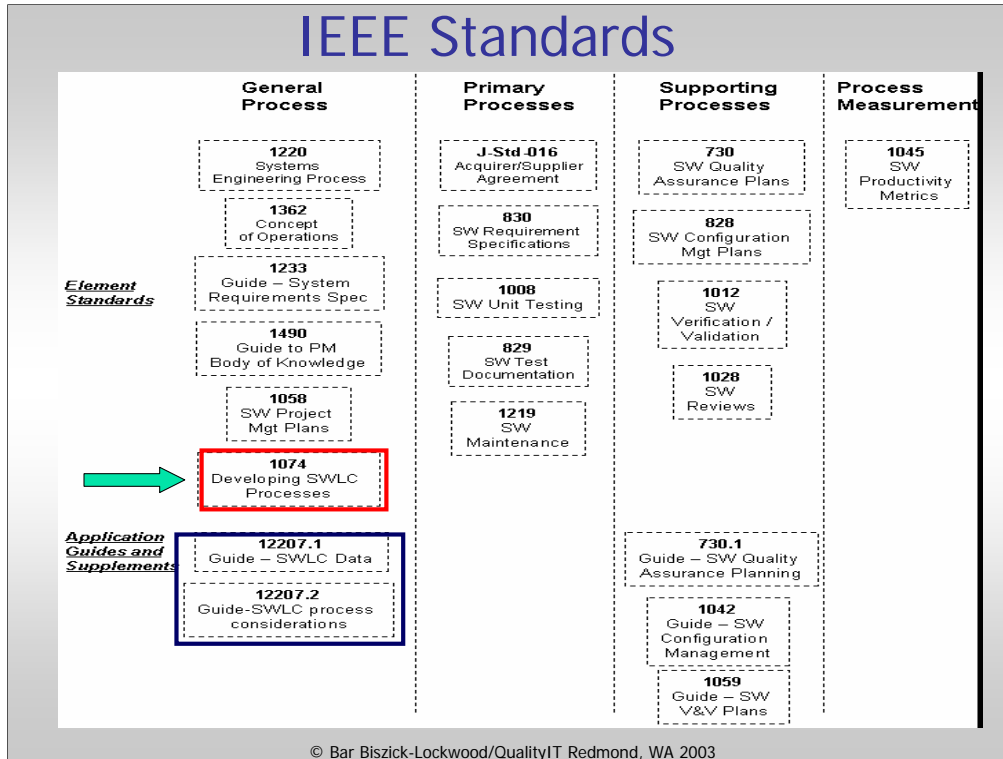 IEEE Standards
General
Process
Primary
Processes
Supporting
Processes
Process
Measurement
Element
Standards
1220
Systems
Engineering Process
1362
Concept
of Operations
1233
Guide – System
Requirements Spec
1490
Guide to PM
Body of Knowledge
1058
SW Project
Mgt Plans
1074
Developing SWLC
Processes
J-Std-016
Acquirer/Supplier
Agreement
830
SW Requirement
Specifications
1008
SW Unit Testing
829
SW Test
Documentation
1219
SW
Maintenance
730
SW Quality
Assurance Plans
828
SW Configuration
Mgt Plans
1012
SW
Verification /
Validation
1028
SW
Reviews
1045
SW
Productivity
Metrics
Application
Guides and
Supplements
12207.1
Guide – SWLC Data
12207.2
Guide-SWLC process
considerations
730.1
Guide – SW Quality
Assurance Planning
1042
Guide – SW
Configuration
Management
1059
Guide – SW
V&V Plans
© Bar Biszick-Lockwood/QualityIT Redmond, WA 2003